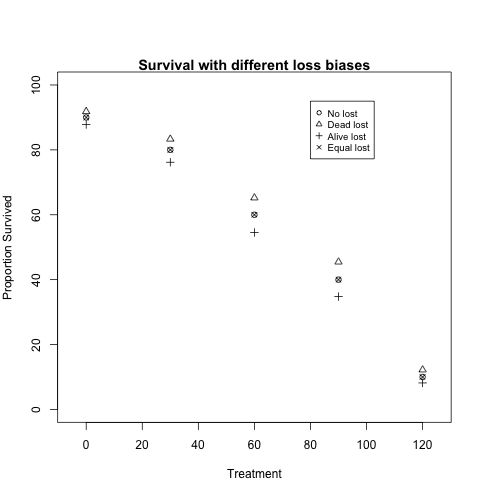 Survival with different loss biases
No lost
Dead lost
Alive lost
Equal lost
Proportion Survived
100
80
60
40
20
0
0 20 40 60 80 100 120
Treatment